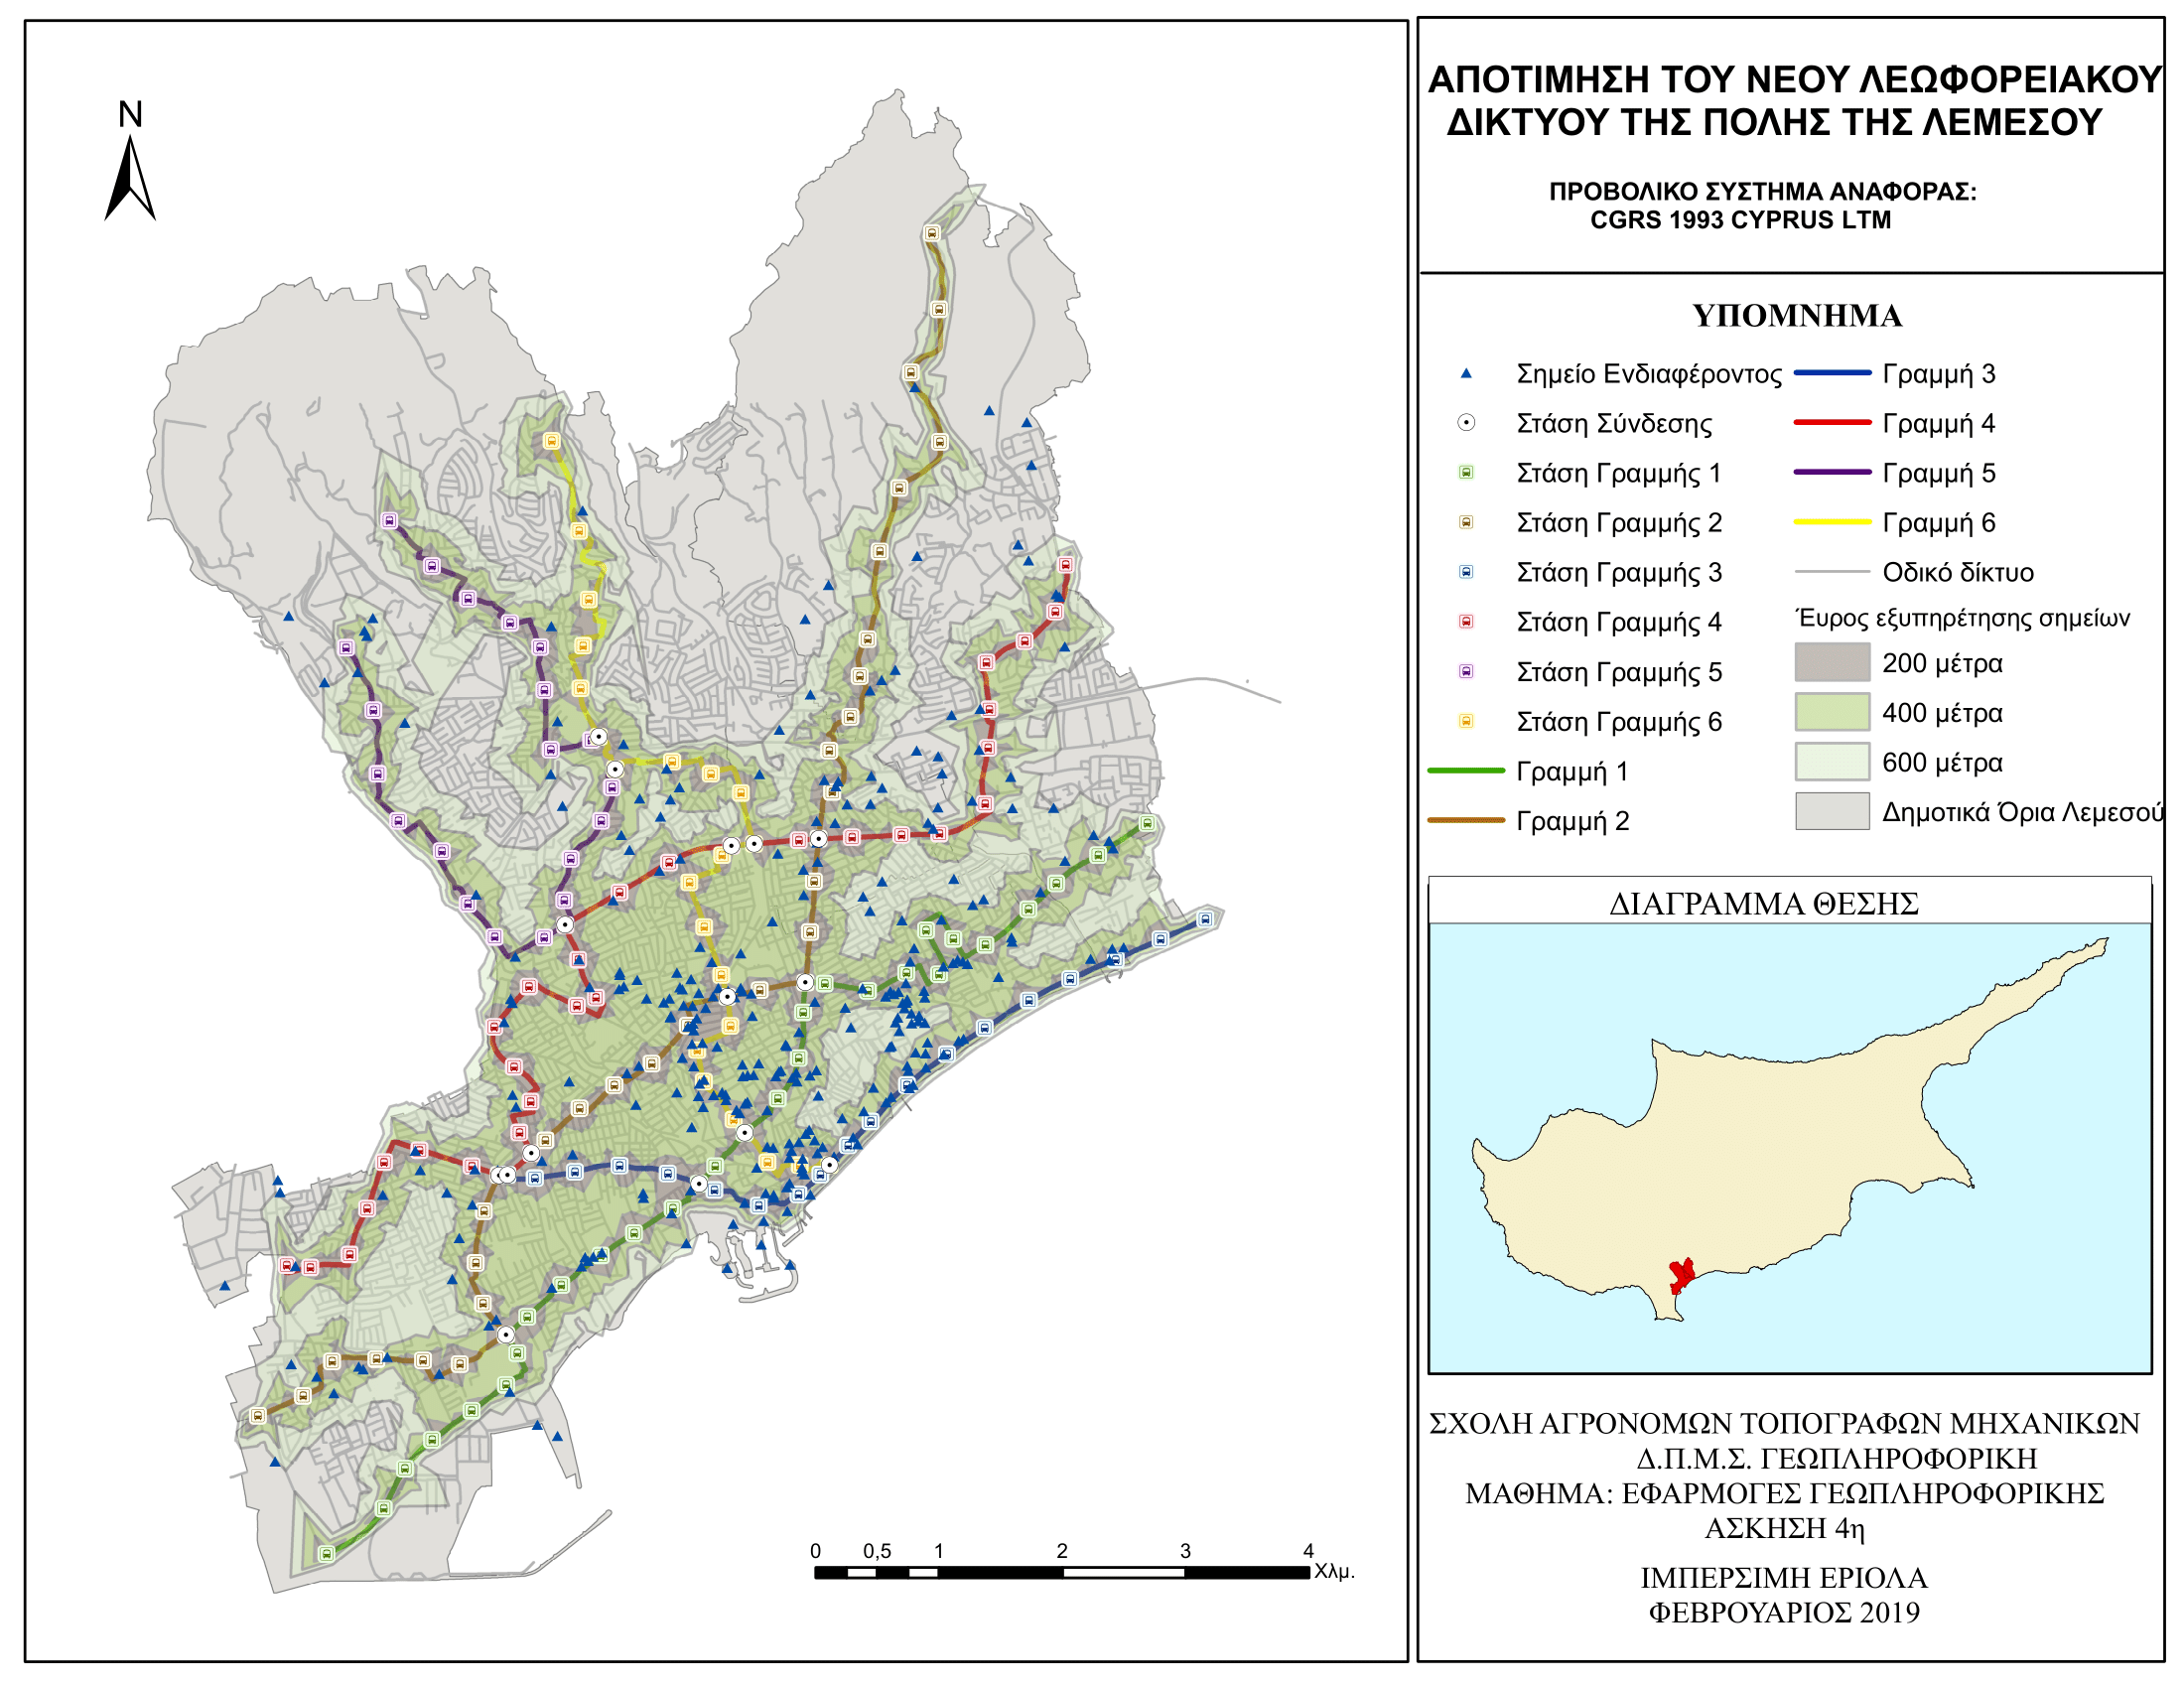 N
0 0,5 1 2 3 4
Χλμ.
ΑΠΟΤΙΜΗΣΗ ΤΟΥ ΝΕΟΥ ΛΕΩΦΟΡΕΙΑΚΟΥ
ΔΙΚΤΥΟΥ ΤΗΣ ΠΟΛΗΣ ΤΗΣ ΛΕΜΕΣΟΥ
ΠΡΟΒΟΛΙΚΟ ΣΥΣΤΗΜΑ ΑΝΑΦΟΡΑΣ:
CGRS 1993 CYPRUS LTM
ΥΠΟΜΝΗΜΑ
Σημείο Ενδιαφέροντος
Στάση Σύνδεσης
Στάση Γραμμής 1
Στάση Γραμμής 2
Στάση Γραμμής 3
Στάση Γραμμής 4
Στάση Γραμμής 5
Στάση Γραμμής 6
Γραμμή 1
Γραμμή 2
Γραμμή 3
Γραμμή 4
Γραμμή 5
Γραμμή 6
Οδικό δίκτυο
Έυρος εξυπηρέτησης σημείων
200 μέτρα
400 μέτρα
600 μέτρα
Δημοτικά Όρια Λεμεσού
ΔΙΑΓΡΑΜΜΑ ΘΕΣΗΣ
ΣΧΟΛΗ ΑΓΡΟΝΟΜΩΝ ΤΟΠΟΓΡΑΦΩΝ ΜΗΧΑΝΙΚΩΝ
Δ.Π.Μ.Σ. ΓΕΩΠΛΗΡΟΦΟΡΙΚΗ
ΜΑΘΗΜΑ: ΕΦΑΡΜΟΓΕΣ ΓΕΩΠΛΗΡΟΦΟΡΙΚΗΣ
ΑΣΚΗΣΗ 4η
ΙΜΠΕΡΣΙΜΗ ΕΡΙΟΛΑ
ΦΕΒΡΟΥΑΡΙΟΣ 2019